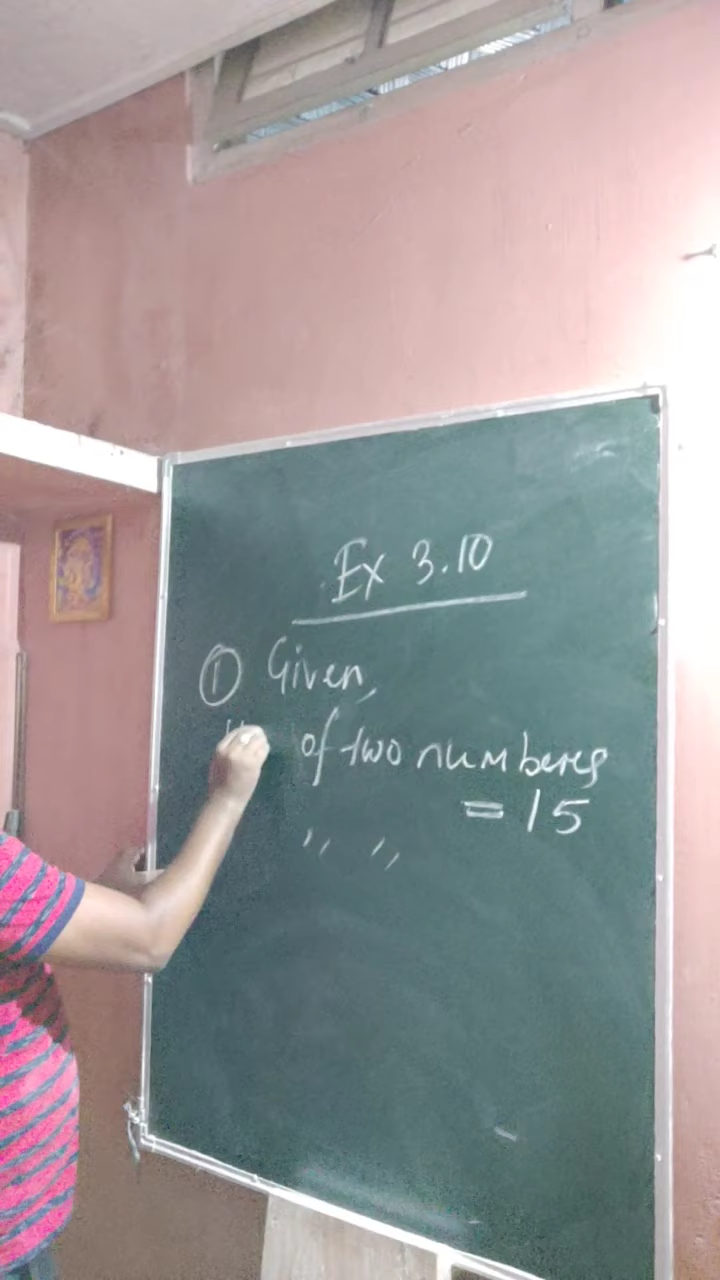 Ex 3.10
① Given,
of two numbers
= 15
〃 〃